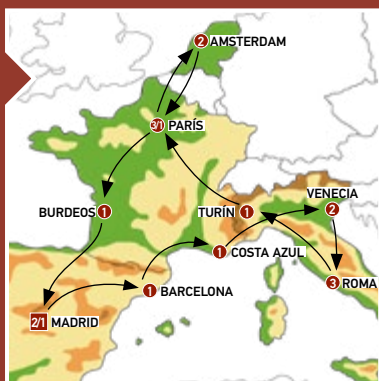 2 AMSTERDAM
3/1 PARÍS
VENECIA
2
BURDEOS 1
TURÍN 1
1 COSTA AZUL
1 BARCELONA
3 ROMA
2/1 MADRID